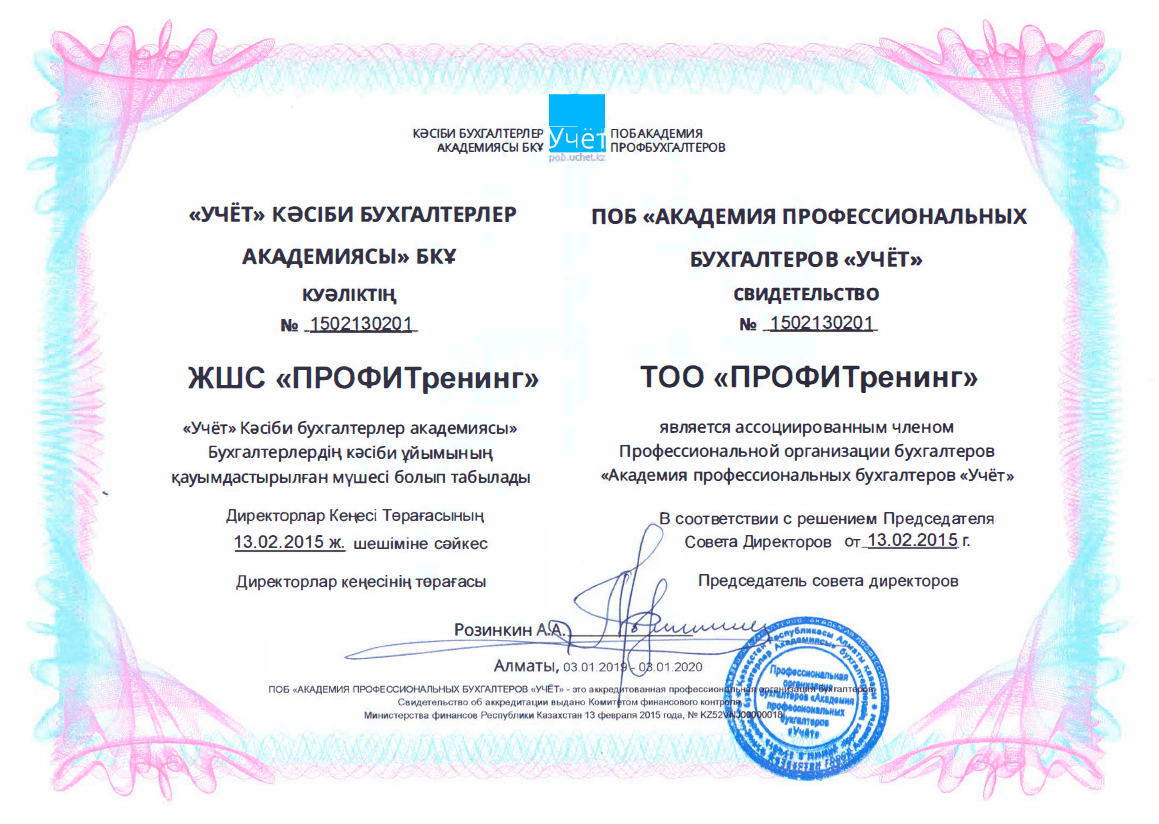 КӘСІБИ БУХГАЛТЕРЛЕР
АКАДЕМИЯСЫ БКҰ
Учёт
pob.uchet.kz
ПОБ АКАДЕМИЯ
ПРОФБУХГАЛТЕРОВ
«УЧЁТ» КӘСІБИ БУХГАЛТЕРЛЕР
АКАДЕМИЯСЫ» БКҰ
КУӘЛІКТІҢ
№ 1502130201
ЖШС «ПРОФИТренинг»
«Учёт» Кәсіби бухгалтерлер академиясы»
Бухгалтерлердің кәсіби ұйымының
қауымдастырылған мүшесі болып табылады
Директорлар Кеңесі Төрағасының
13.02.2015 ж. шешіміне сәйкес
Директорлар кеңесінің төрағасы
ПОБ «АКАДЕМИЯ ПРОФЕССИОНАЛЬНЫХ
БУХГАЛТЕРОВ «УЧЁТ»
СВИДЕТЕЛЬСТВО
№ 1502130201
ТОО «ПРОФИТренинг»
является ассоциированным членом
Профессиональной организации бухгалтеров
«Академия профессиональных бухгалтеров «Учёт»
В соответствии с решением Председателя
Совета Директоров от 13.02.2015 г.
Председатель совета директоров
Розинкин А.А.
Алматы, 03.01.2019 - 03.01.2020
ПОБ «АКАДЕМИЯ ПРОФЕССИОНАЛЬНЫХ БУХГАЛТЕРОВ «УЧЁТ» - это аккредитованная профессиональная организация бухгалтеров
Свидетельство об аккредитации выдано Комитетом финансового контроля
Министерства финансов Республики Казахстан 13 февраля 2015 года, № KZ52VNJ00000018
Профессиональная
организация
бухгалтеров «Академия
профессиональных
бухгалтеров
«Учёт»